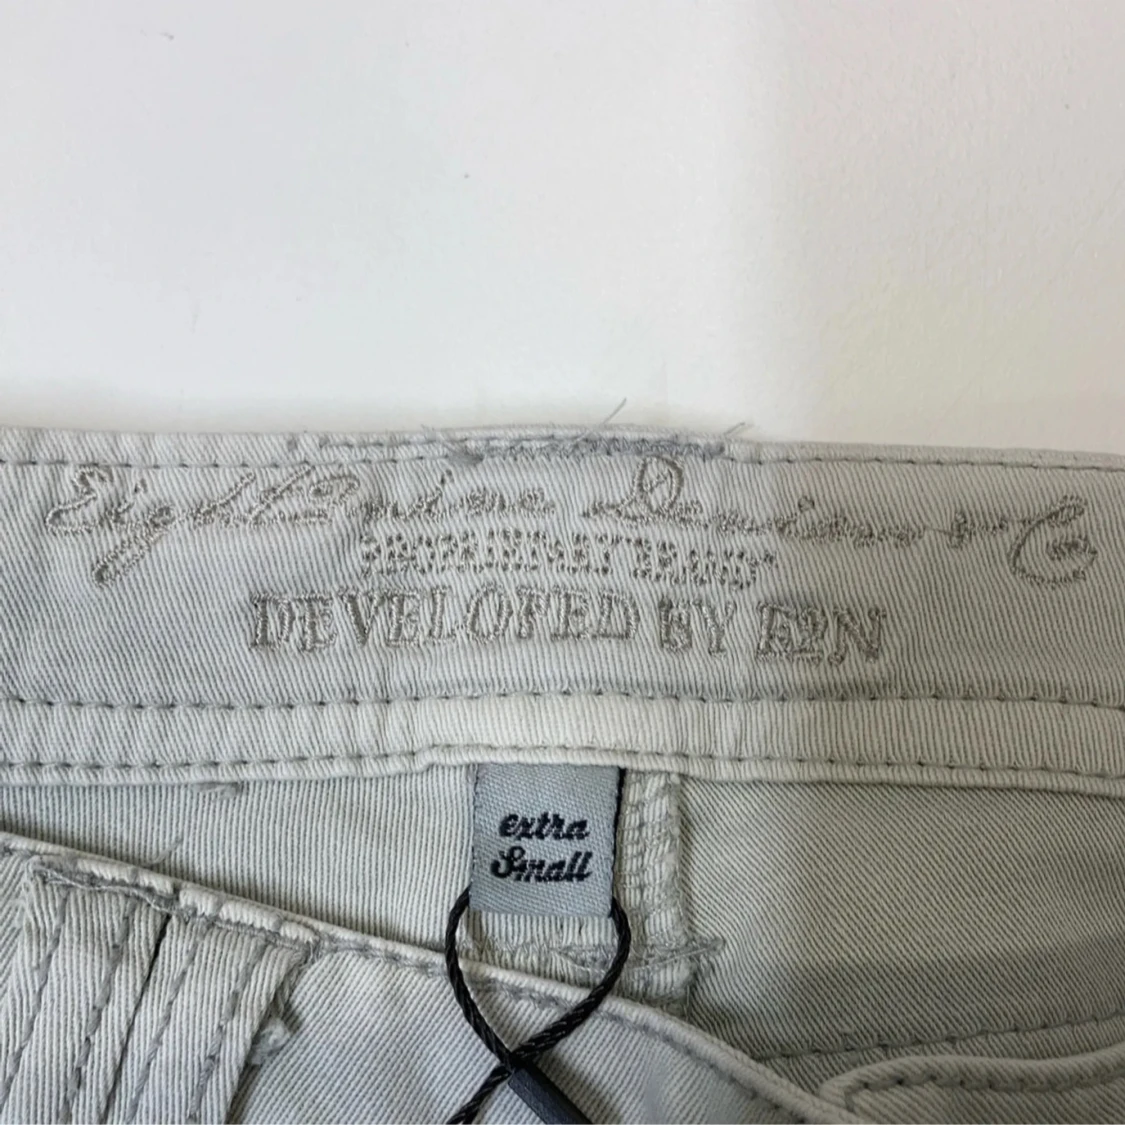 Eight2nine Denim Co
DEVELOPED BY E2N
extra
Small